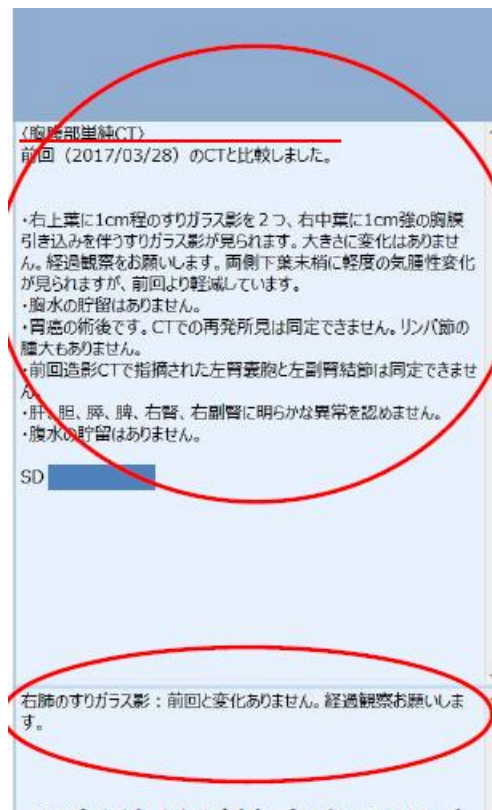 〈胸腹部単純CT〉
前回（2017/03/28）のCTと比較しました。
・右上葉に1cm程のすりガラス影を２つ、右中葉に1cm強の胸膜
引き込みを伴うすりガラス影が見られます。大きさに変化はありませ
ん。経過観察をお願いします。両側下葉末梢に軽度の気腫性変化
が見られますが、前回より軽減しています。
・胸水の貯留はありません。
・胃癌の術後です。CTでの再発所見は同定できません。リンパ節の
腫大もありません。
・前回造影CTで指摘された左腎嚢胞と左副腎結節は同定できませ
ん。
・肝、胆、膵、脾、右腎、右副腎に明らかな異常を認めません。
・腹水の貯留はありません。
SD
右肺のすりガラス影：前回と変化ありません。経過観察お願いしま
す。